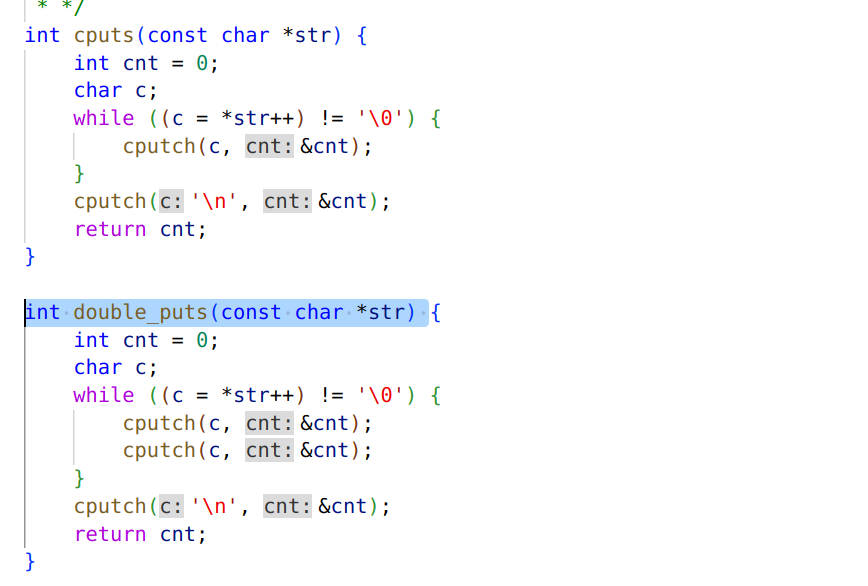 * */
int cputs(const char *str) {
    int cnt = 0;
    char c;
    while ((c = *str++) != '\0') {
        cputch(c, cnt: &cnt);
    }
    cputch(c: '\n', cnt: &cnt);
    return cnt;
}

int double_puts(const char *str) {
    int cnt = 0;
    char c;
    while ((c = *str++) != '\0') {
        cputch(c, cnt: &cnt);
        cputch(c, cnt: &cnt);
    }
    cputch(c: '\n', cnt: &cnt);
    return cnt;
}